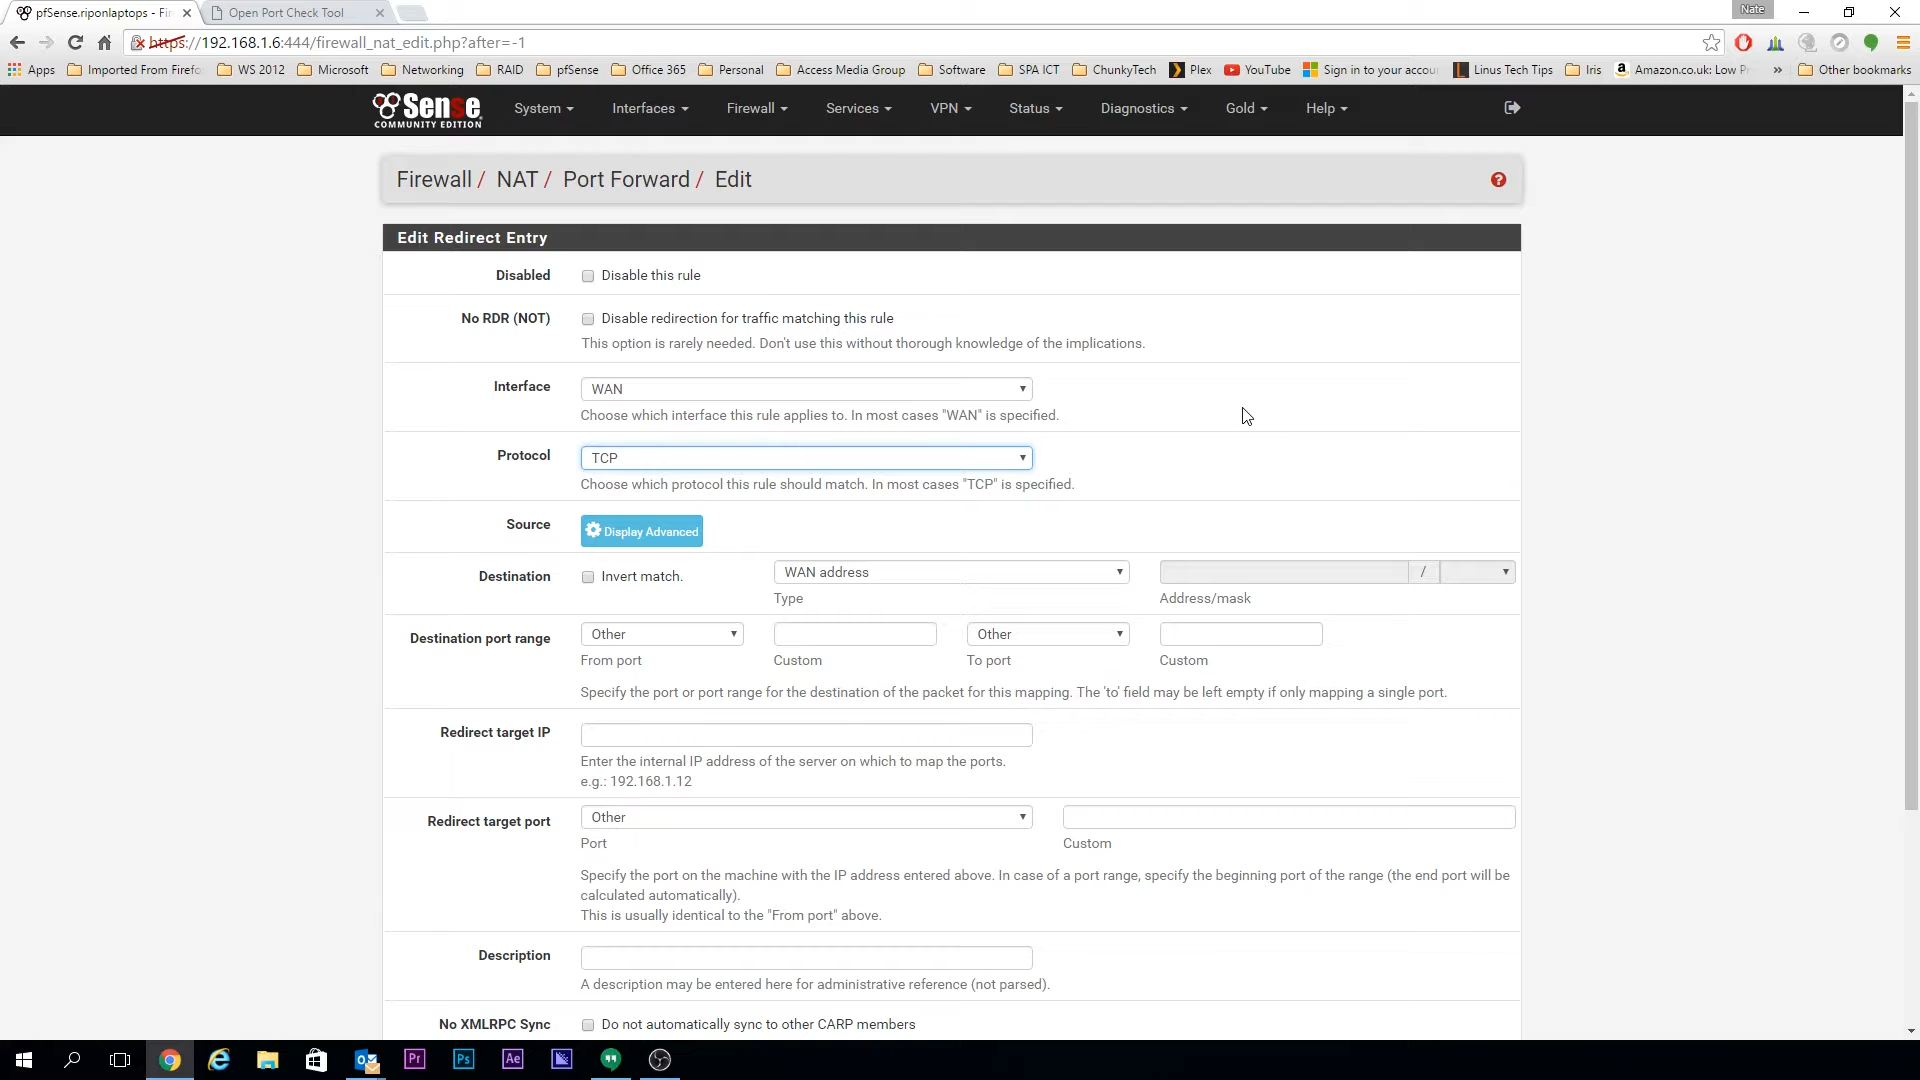 pfSense.riponlaptops - Fir
Open Port Check Tool
Nate
https://192.168.1.6:444/firewall_nat_edit.php?after=-1
Apps
Imported From Firefo
WS 2012
Microsoft
Networking
RAID
pfSense
Office 365
Personal
Access Media Group
Software
SPA ICT
ChunkyTech
Plex
YouTube
Sign in to your accou
Linus Tech Tips
Iris
Amazon.co.uk: Low P
»
Other bookmarks
Sense
COMMUNITY EDITION
System
Interfaces
Firewall
Services
VPN
Status
Diagnostics
Gold
Help
Firewall / NAT / Port Forward / Edit
?
Edit Redirect Entry
Disabled
Disable this rule
No RDR (NOT)
Disable redirection for traffic matching this rule
This option is rarely needed. Don't use this without thorough knowledge of the implications.
Interface
WAN
Choose which interface this rule applies to. In most cases "WAN" is specified.
Protocol
TCP
Choose which protocol this rule should match. In most cases "TCP" is specified.
Source
Display Advanced
Destination
Invert match.
WAN address
/
Type
Address/mask
Destination port range
Other
Other
From port
Custom
To port
Custom
Specify the port or port range for the destination of the packet for this mapping. The 'to' field may be left empty if only mapping a single port.
Redirect target IP
Enter the internal IP address of the server on which to map the ports.
e.g.: 192.168.1.12
Redirect target port
Other
Port
Custom
Specify the port on the machine with the IP address entered above. In case of a port range, specify the beginning port of the range (the end port will be
calculated automatically).
This is usually identical to the "From port" above.
Description
A description may be entered here for administrative reference (not parsed).
No XMLRPC Sync
Do not automatically sync to other CARP members
Pr
Ps
Ae